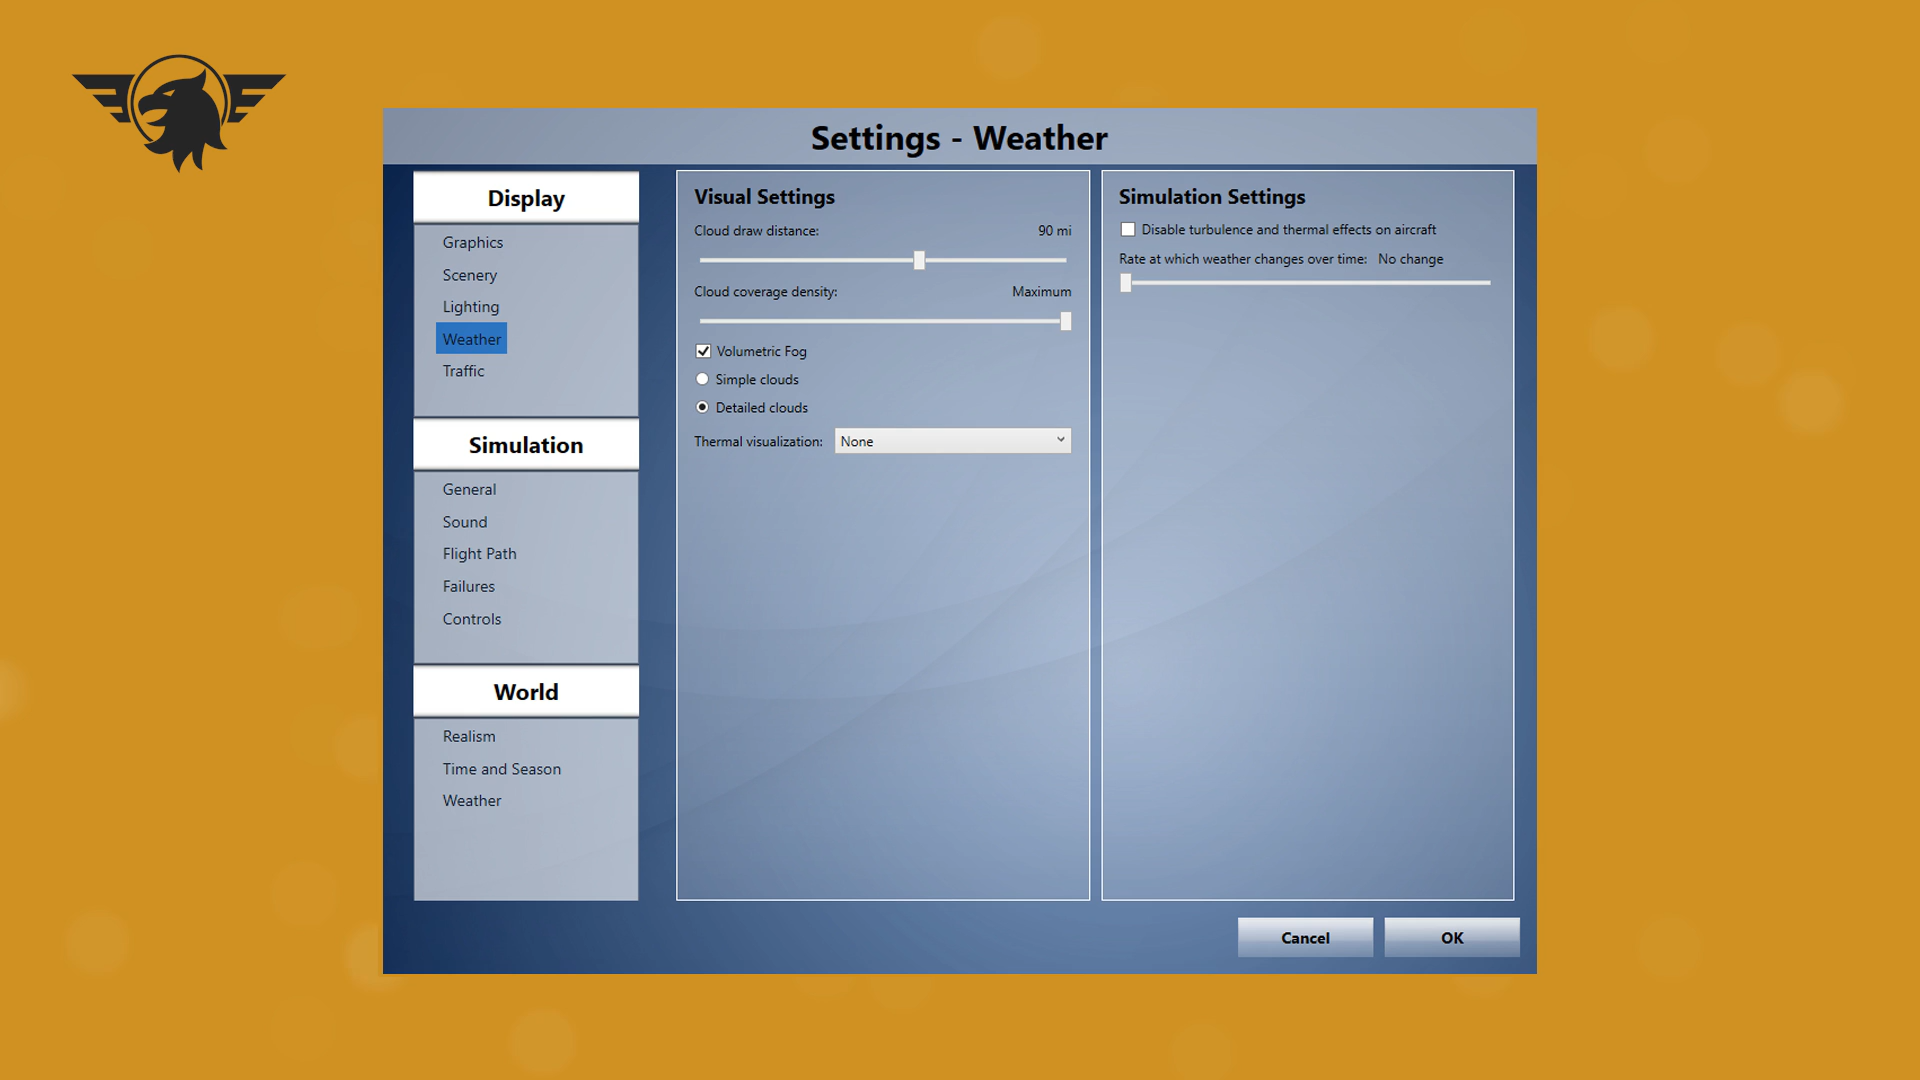 Settings - Weather
Display
Graphics
Scenery
Lighting
Weather
Traffic
Simulation
General
Sound
Flight Path
Failures
Controls
World
Realism
Time and Season
Weather
Visual Settings
Cloud draw distance: 90 mi
Cloud coverage density: Maximum
Volumetric Fog
Simple clouds
Detailed clouds
Thermal visualization: None
Simulation Settings
Disable turbulence and thermal effects on aircraft
Rate at which weather changes over time: No change
Cancel OK